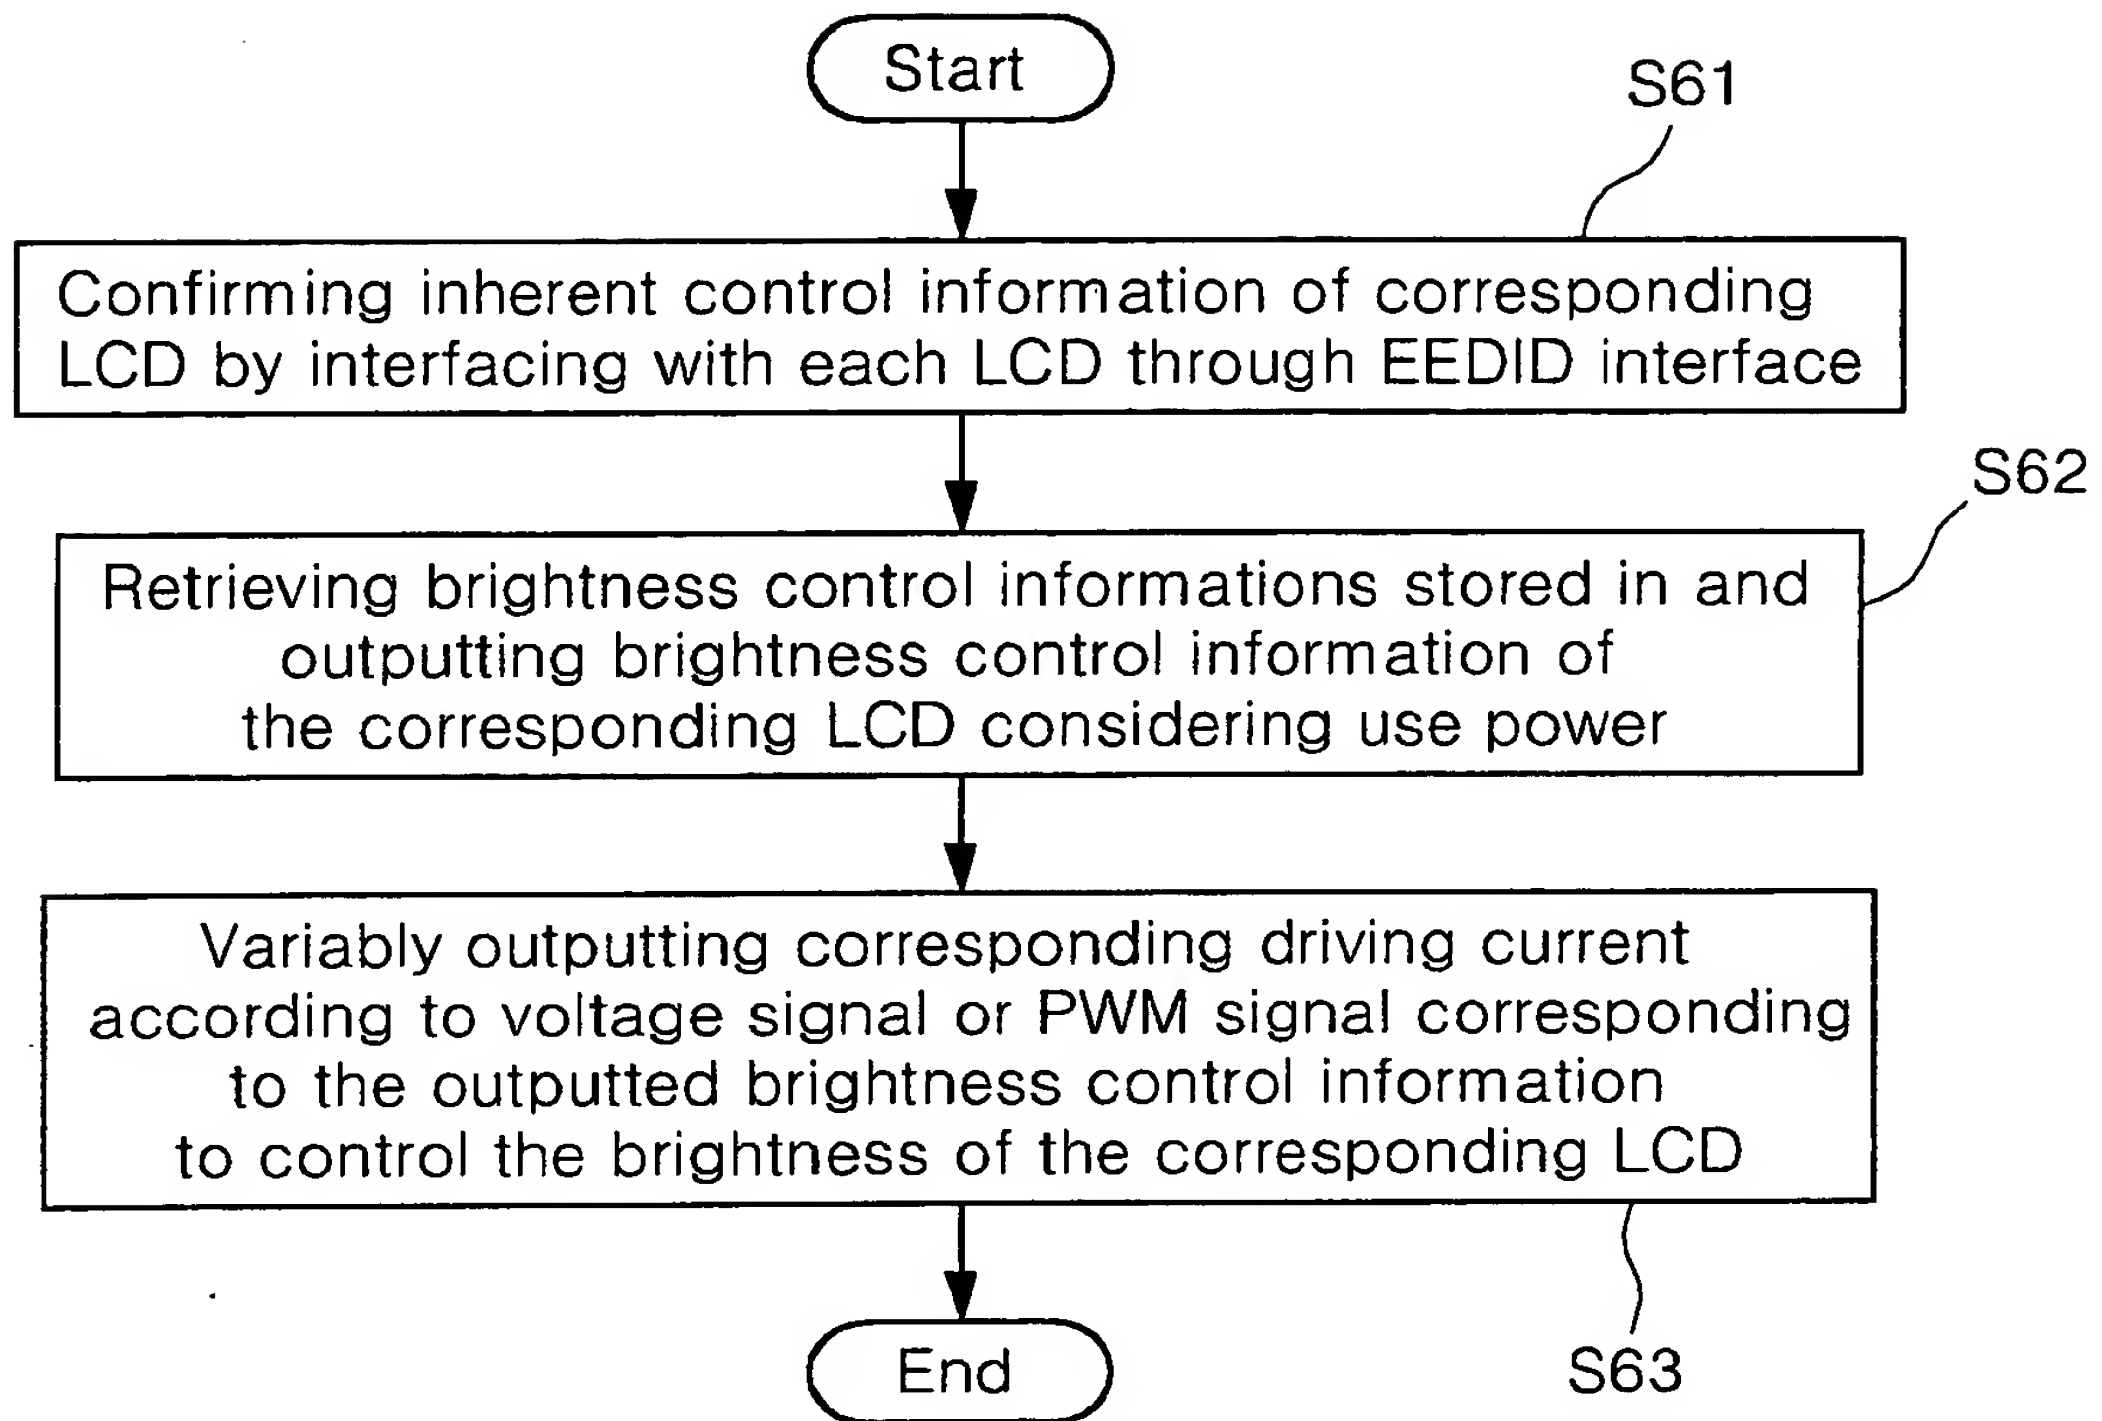 Start
S61
Confirming inherent control information of corresponding
LCD by interfacing with each LCD through EEDID interface
S62
Retrieving brightness control informations stored in and
outputting brightness control information of
the corresponding LCD considering use power
Variably outputting corresponding driving current
according to voltage signal or PWM signal corresponding
to the outputted brightness control information
to control the brightness of the corresponding LCD
End
S63